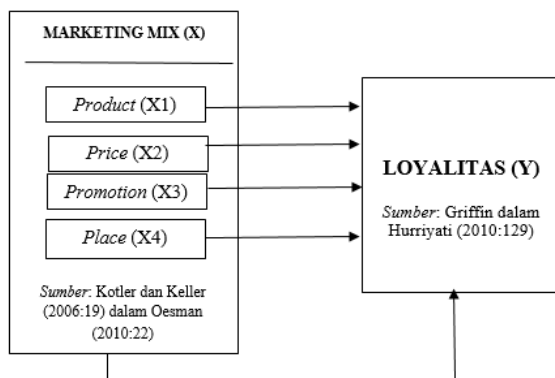 MARKETING MIX (X)
Product (X1)
Price (X2)
Promotion (X3)
Place (X4)
Sumber: Kotler dan Keller
(2006:19) dalam Oesman
(2010:22)
LOYALITAS (Y)
Sumber: Griffin dalam
Hurriyati (2010:129)